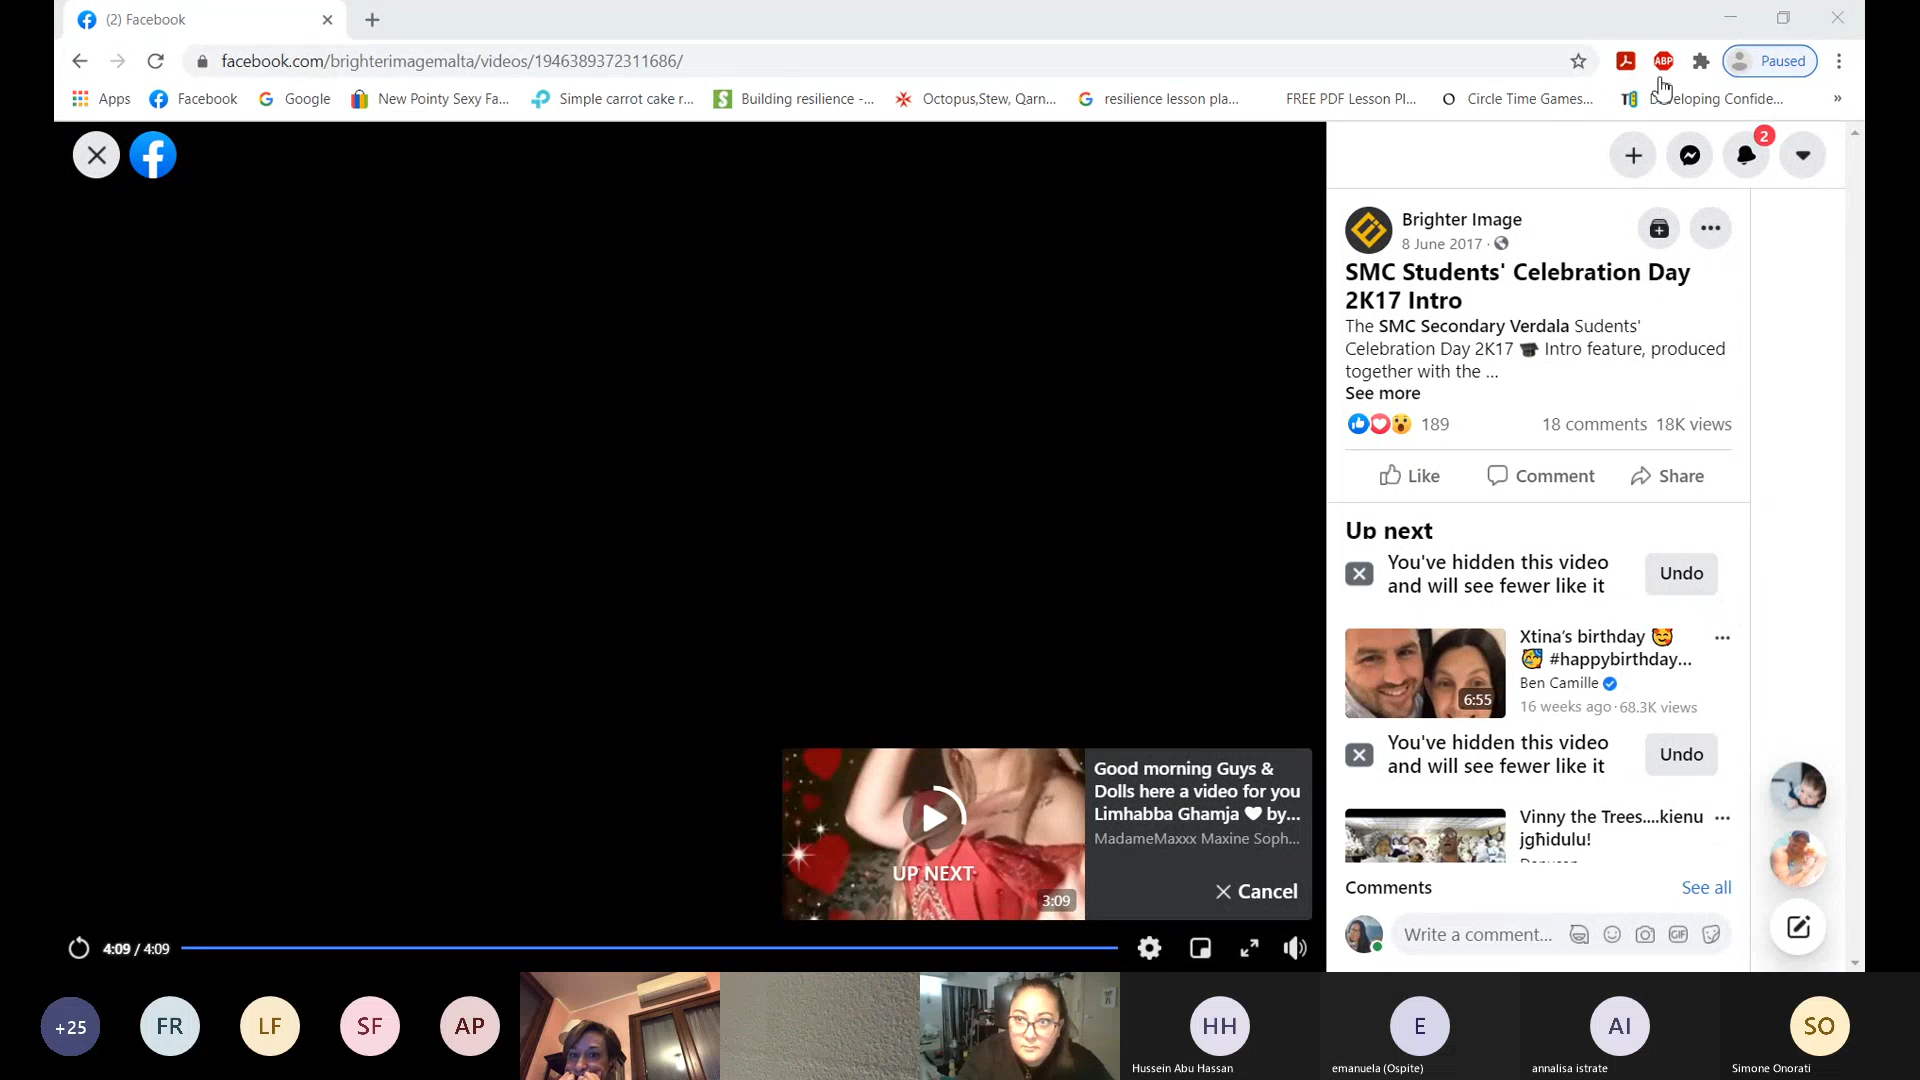 (2) Facebook
facebook.com/brighterimagemalta/videos/1946389372311686/
ABP
Paused
Apps
Facebook
Google
New Pointy Sexy Fa...
Simple carrot cake r...
Building resilience -...
Octopus,Stew, Qarn...
resilience lesson pla...
FREE PDF Lesson Pl...
Circle Time Games...
Confide...
»
2
Brighter Image
8 June 2017 ·
SMC Students' Celebration Day
2K17 Intro
The SMC Secondary Verdala Sudents'
Celebration Day 2K17 🎓 Intro feature, produced
together with the ...
See more
189
18 comments 18K views
Like
Comment
Share
Up next
You've hidden this video
and will see fewer like it
Undo
6:55
Xtina's birthday 🥰
🥳 #happybirthday...
Ben Camille
16 weeks ago · 68.3K views
You've hidden this video
and will see fewer like it
Undo
Vinny the Trees....kienu
jgħidulu!
Comments
See all
Write a comment...
GIF
UP NEXT
3:09
Good morning Guys &
Dolls here a video for you
Limhabba Ghamja 🖤 by...
MadameMaxxx Maxine Soph...
Cancel
4:09 / 4:09
+25
FR
LF
SF
AP
HH
Hussein Abu Hassan
E
emanuela (Ospite)
AI
annalisa istrate
SO
Simone Onorati